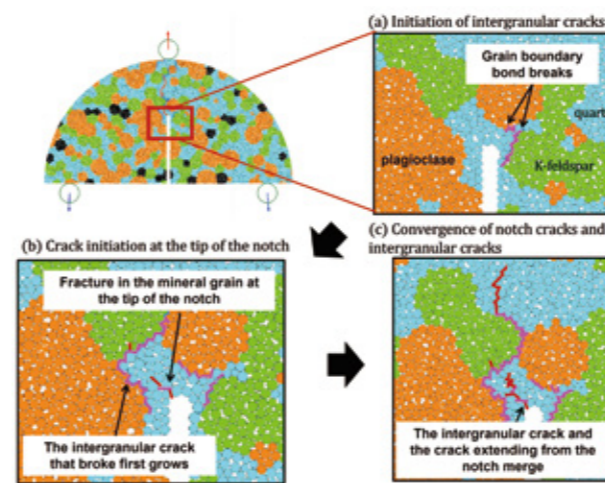 (a) Initiation of intergranular cracks
Grain boundary
bond breaks
quart
plagioclase
K-feldspar
(b) Crack initiation at the tip of the notch
Fracture in the mineral grain at
the tip of the notch
The intergranular crack
that broke first grows
(c) Convergence of notch cracks and
intergranular cracks
The intergranular crack and
the crack extending from the
notch merge